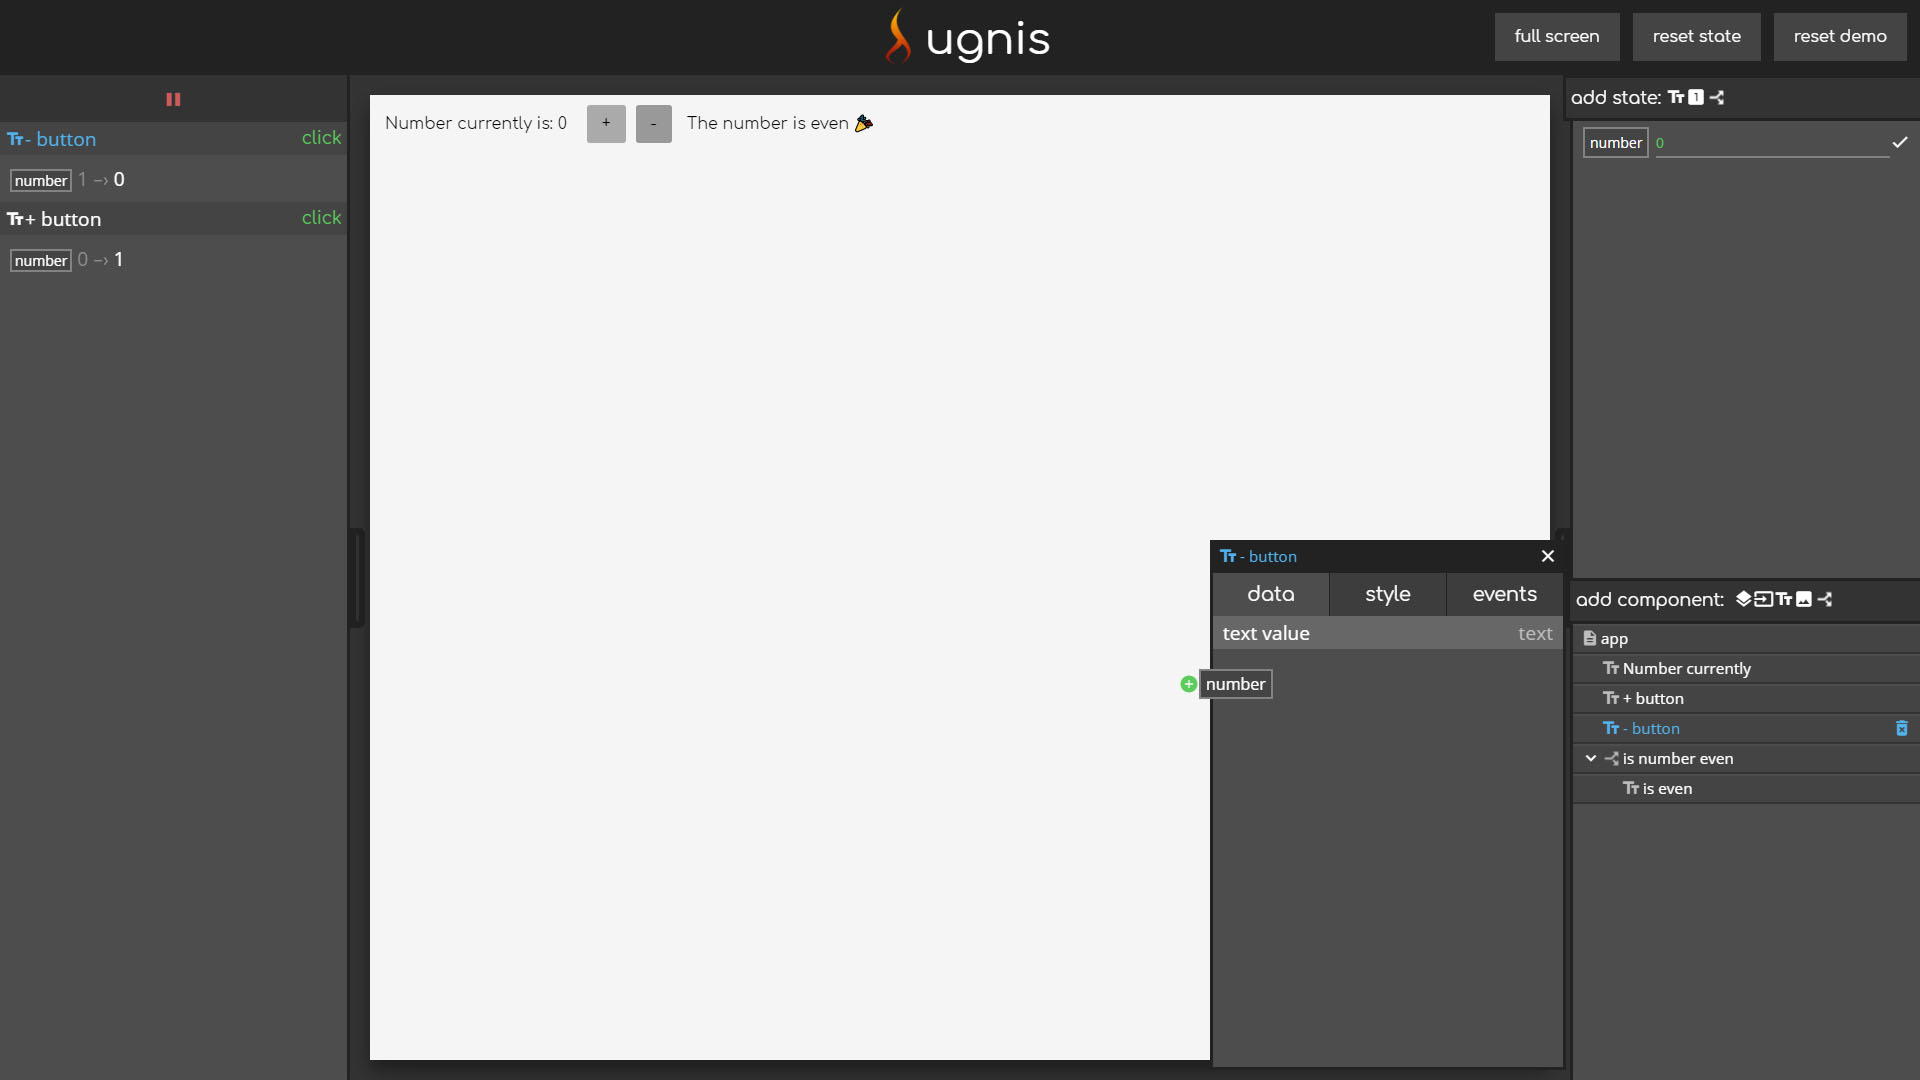 ugnis
full screen
reset state
reset demo
- button click
number 1 –› 0
+ button click
number 0 –› 1
Number currently is: 0
+
-
The number is even 🎉
add state: 1
number 0
- button
data
style
events
text value text
number
add component:
app
Number currently
+ button
- button
is number even
is even